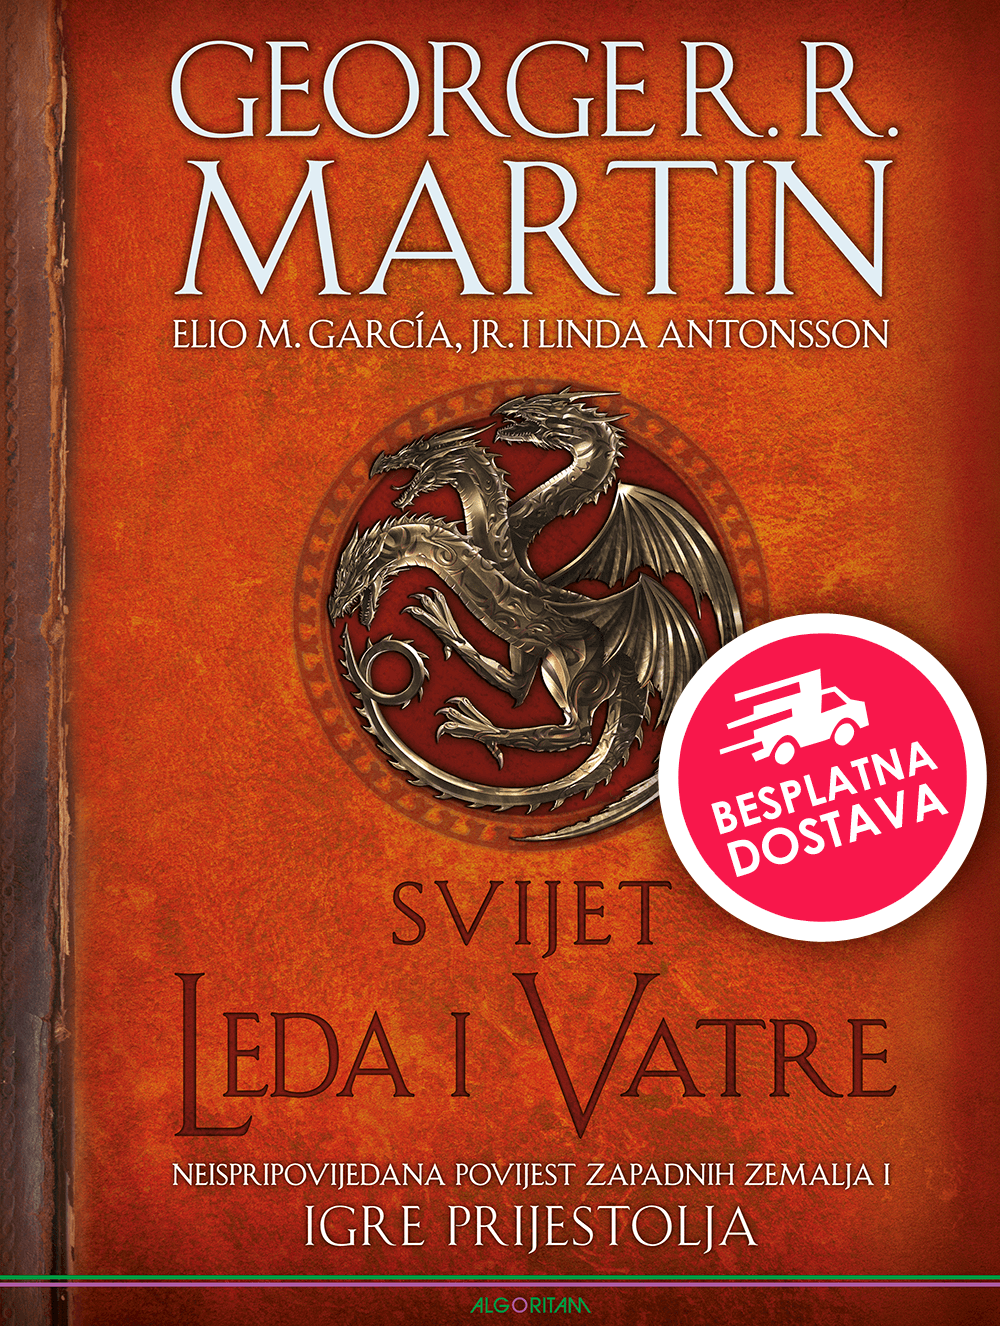 GEORGE R. R.
MARTIN
ELIO M. GARCÍA, JR. I LINDA ANTONSSON
BESPLATNA
DOSTAVA
SVIJET
LEDA I VATRE
NEISPRIPOVIJEDANA POVIJEST ZAPADNIH ZEMALJA I
IGRE PRIJESTOLJA
ALGORITAM